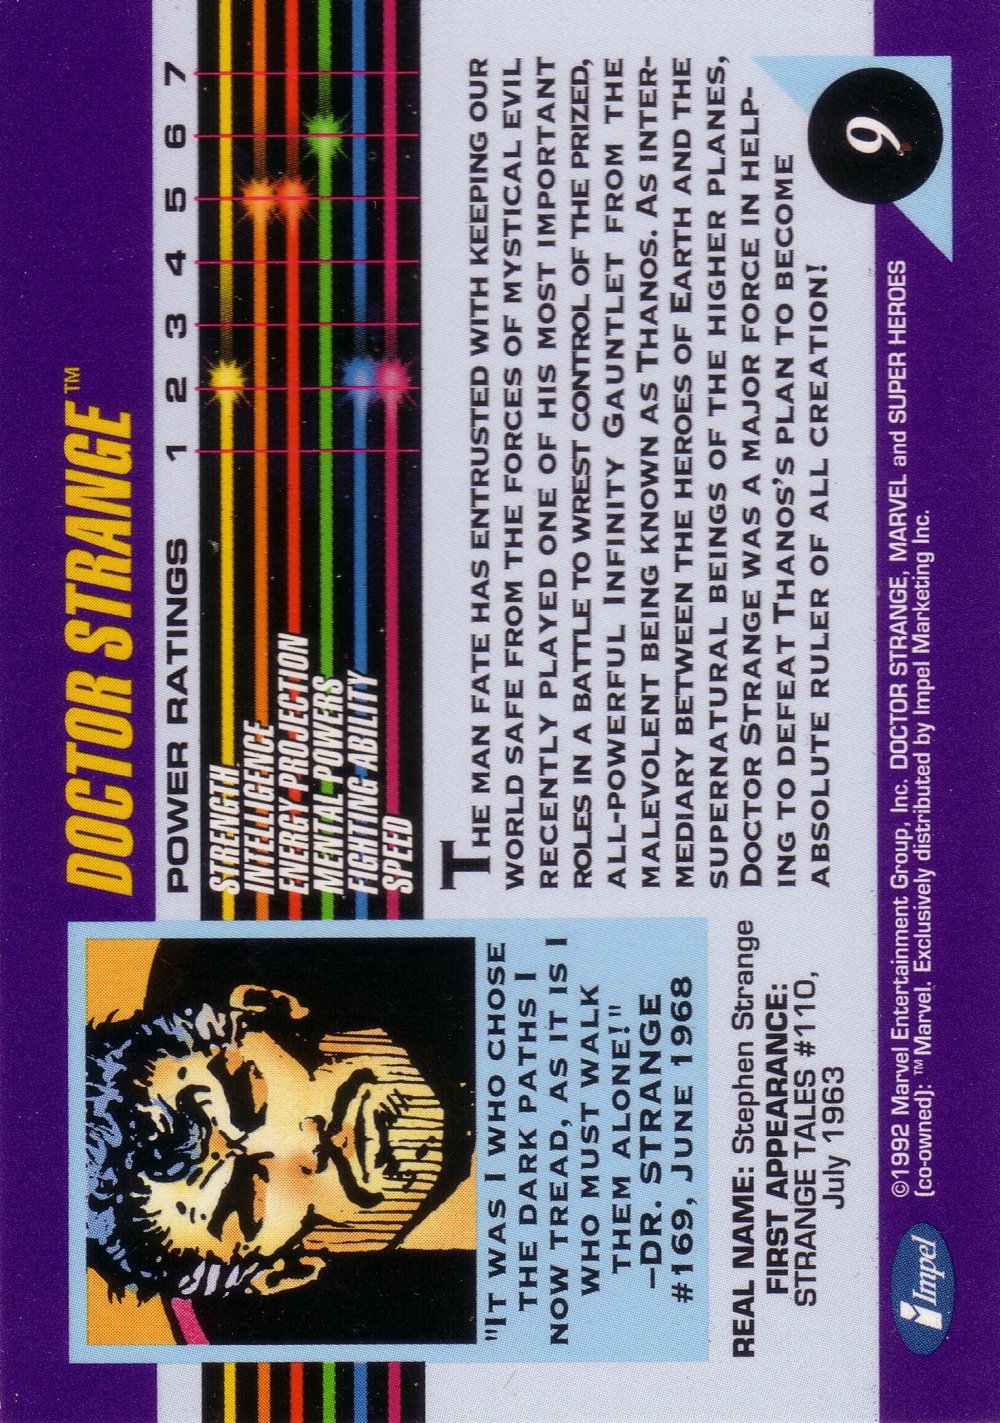 DOCTOR STRANGE™
POWER RATINGS 1 2 3 4 5 6 7
STRENGTH
INTELLIGENCE
ENERGY PROJECTION
MENTAL POWERS
FIGHTING ABILITY
SPEED
"IT WAS I WHO CHOSE
THE DARK PATHS I
NOW TREAD, AS IT IS I
WHO MUST WALK
THEM ALONE!"
–DR. STRANGE
#169, JUNE 1968
REAL NAME: Stephen Strange
FIRST APPEARANCE:
STRANGE TALES #110,
July 1963
THE MAN FATE HAS ENTRUSTED WITH KEEPING OUR
WORLD SAFE FROM THE FORCES OF MYSTICAL EVIL
RECENTLY PLAYED ONE OF HIS MOST IMPORTANT
ROLES IN A BATTLE TO WREST CONTROL OF THE PRIZED,
ALL-POWERFUL INFINITY GAUNTLET FROM THE
MALEVOLENT BEING KNOWN AS THANOS. AS INTER-
MEDIARY BETWEEN THE HEROES OF EARTH AND THE
SUPERNATURAL BEINGS OF THE HIGHER PLANES,
DOCTOR STRANGE WAS A MAJOR FORCE IN HELP-
ING TO DEFEAT THANOS'S PLAN TO BECOME
ABSOLUTE RULER OF ALL CREATION!
9
Impel
©1992 Marvel Entertainment Group, Inc. DOCTOR STRANGE, MARVEL and SUPER HEROES
(co-owned): ™Marvel. Exclusively distributed by Impel Marketing Inc.